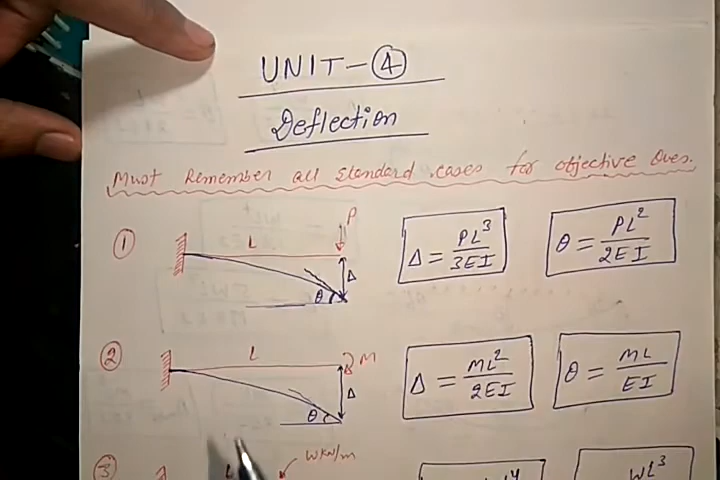 UNIT-4
Deflection
Must Remember all standard cases for objective Ques.
1 L P Δ θ Δ = PL³/3EI θ = PL²/2EI
2 L M Δ θ Δ = ML²/2EI θ = ML/EI
3 L W kN/m L⁴ WL³